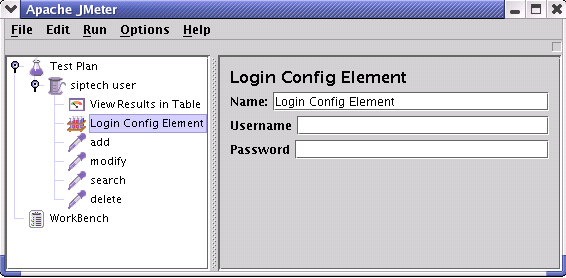 Apache JMeter
File Edit Run Options Help
Test Plan
siptech user
View Results in Table
Login Config Element
add
modify
search
delete
WorkBench
Login Config Element
Name: Login Config Element
Username
Password